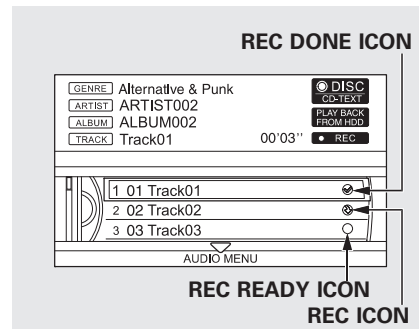 REC DONE ICON
GENRE Alternative & Punk
DISC
CD-TEXT
ARTIST ARTIST002
ALBUM ALBUM002
PLAY BACK
FROM HDD
TRACK Track01 00'03'' REC
1 01 Track01
2 02 Track02
3 03 Track03
AUDIO MENU
REC READY ICON
REC ICON